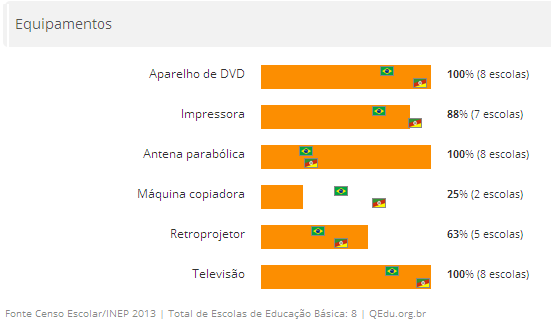 Equipamentos
Aparelho de DVD 100% (8 escolas)
Impressora 88% (7 escolas)
Antena parabólica 100% (8 escolas)
Máquina copiadora 25% (2 escolas)
Retroprojetor 63% (5 escolas)
Televisão 100% (8 escolas)
Fonte Censo Escolar/INEP 2013 | Total de Escolas de Educação Básica: 8 | QEdu.org.br